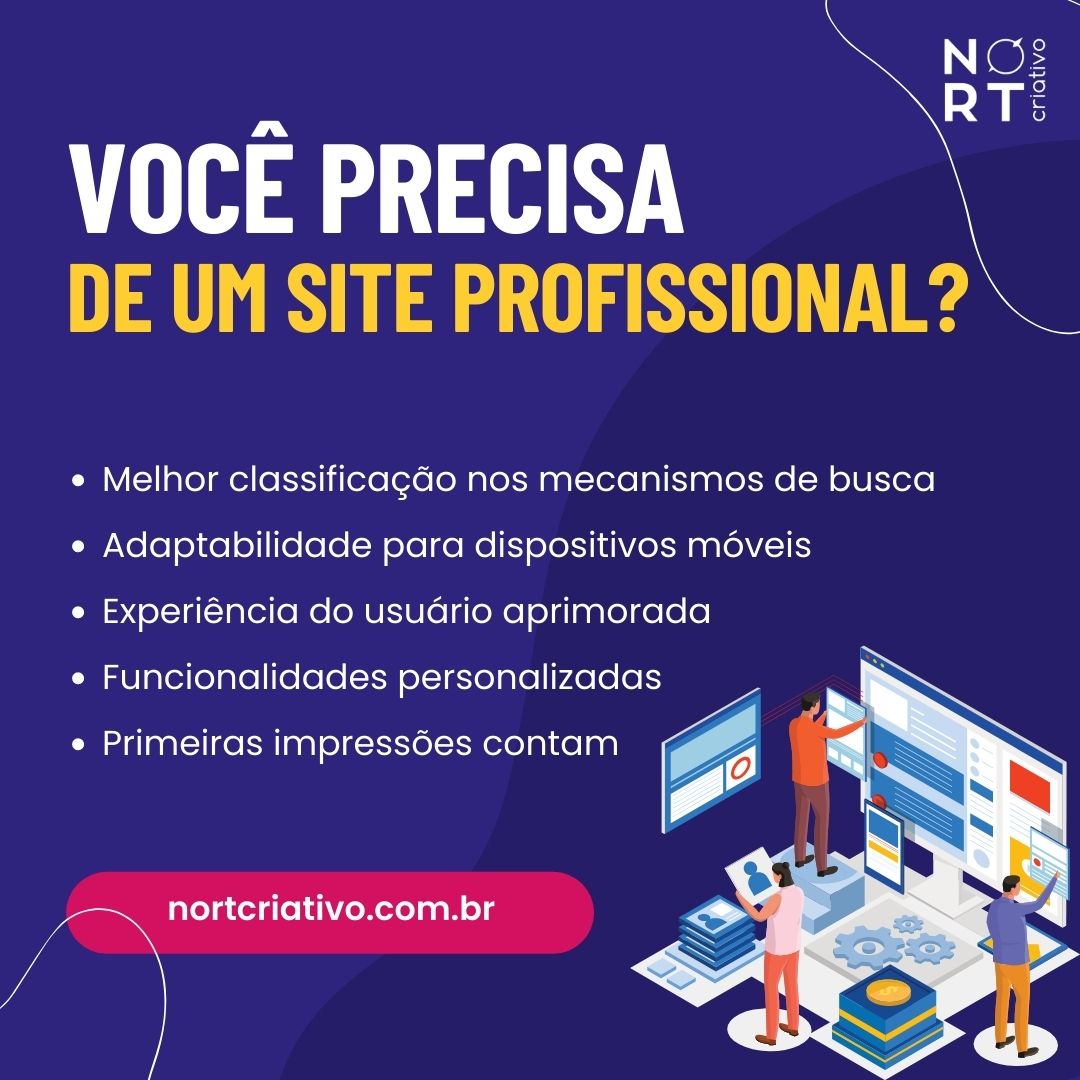 NORT
criativo
VOCÊ PRECISA
DE UM SITE PROFISSIONAL?
• Melhor classificação nos mecanismos de busca
• Adaptabilidade para dispositivos móveis
• Experiência do usuário aprimorada
• Funcionalidades personalizadas
• Primeiras impressões contam
nortcriativo.com.br